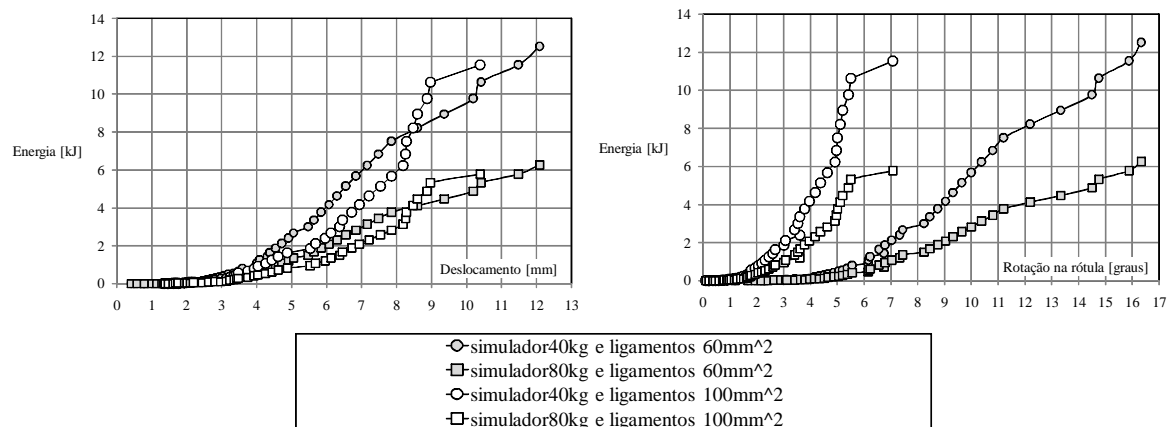 14
12
10
8
6
4
2
0
Energia [kJ]
Deslocamento [mm]
0 1 2 3 4 5 6 7 8 9 10 11 12 13
14
12
10
8
6
4
2
0
Energia [kJ]
Rotação na rótula [graus]
0 1 2 3 4 5 6 7 8 9 10 11 12 13 14 15 16 17
simulador40kg e ligamentos 60mm^2
simulador80kg e ligamentos 60mm^2
simulador40kg e ligamentos 100mm^2
simulador80kg e ligamentos 100mm^2